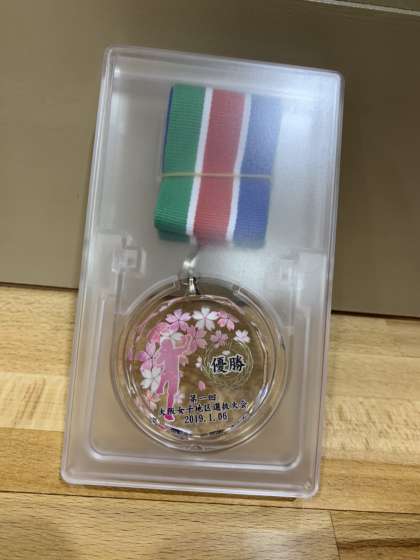 優勝
第一回
大阪女子地区選抜大会
2019.1.06